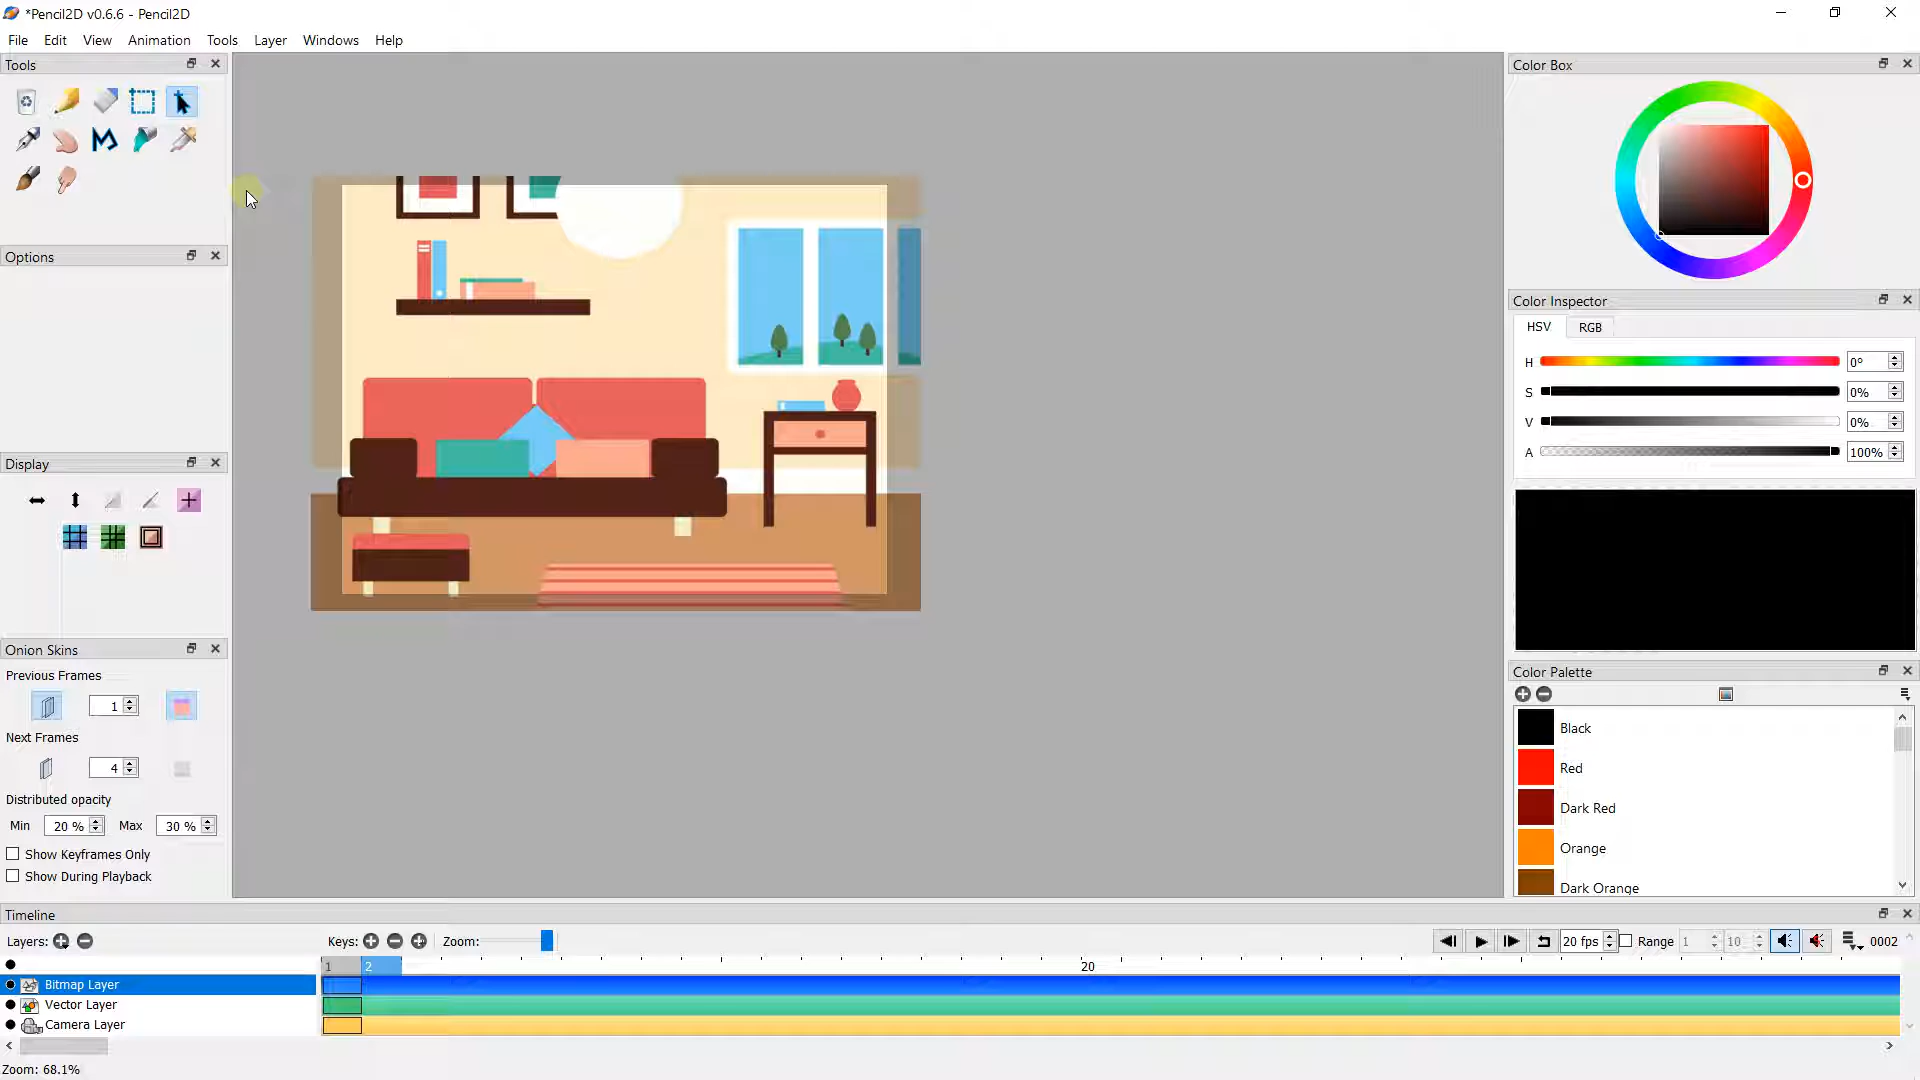 *Pencil2D v0.6.6 - Pencil2D
File Edit View Animation Tools Layer Windows Help
Tools
Options
Display
Onion Skins
Previous Frames
1
Next Frames
4
Distributed opacity
Min 20 % Max 30 %
Show Keyframes Only
Show During Playback
Color Box
Color Inspector
HSV RGB
H 0°
S 0%
V 0%
A 100%
Color Palette
Black
Red
Dark Red
Orange
Dark Orange
Timeline
Layers: Keys: Zoom: 20 fps Range 1 10 0002
1 2 20
Bitmap Layer
Vector Layer
Camera Layer
Zoom: 68.1%